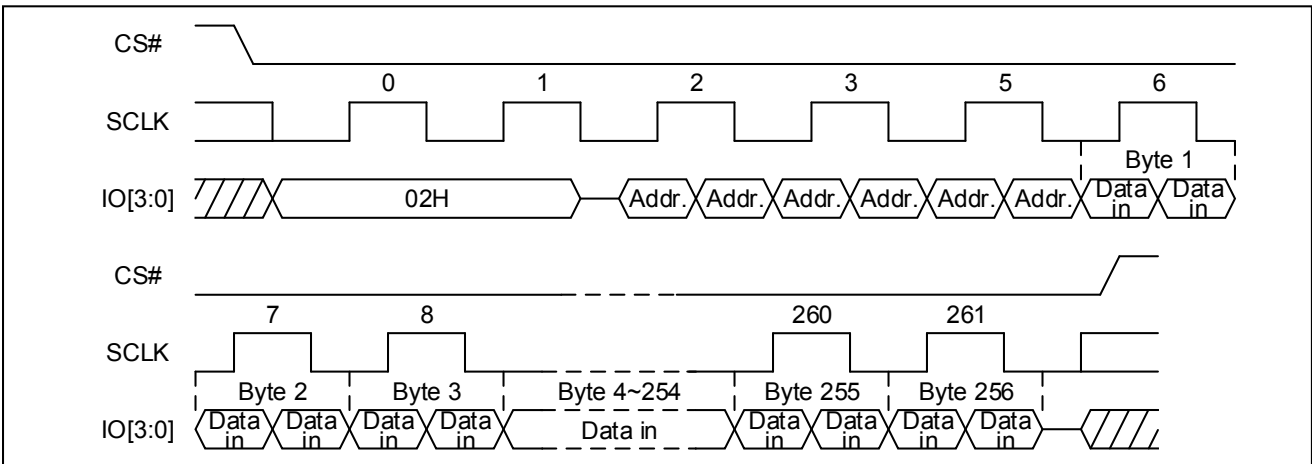 CS#
0 1 2 3 5 6
SCLK
Byte 1
IO[3:0] 02H Addr. Addr. Addr. Addr. Addr. Addr. Data in Data in
CS#
7 8 260 261
SCLK
Byte 2 Byte 3 Byte 4~254 Byte 255 Byte 256
IO[3:0] Data in Data in Data in Data in Data in Data in Data in Data in Data in